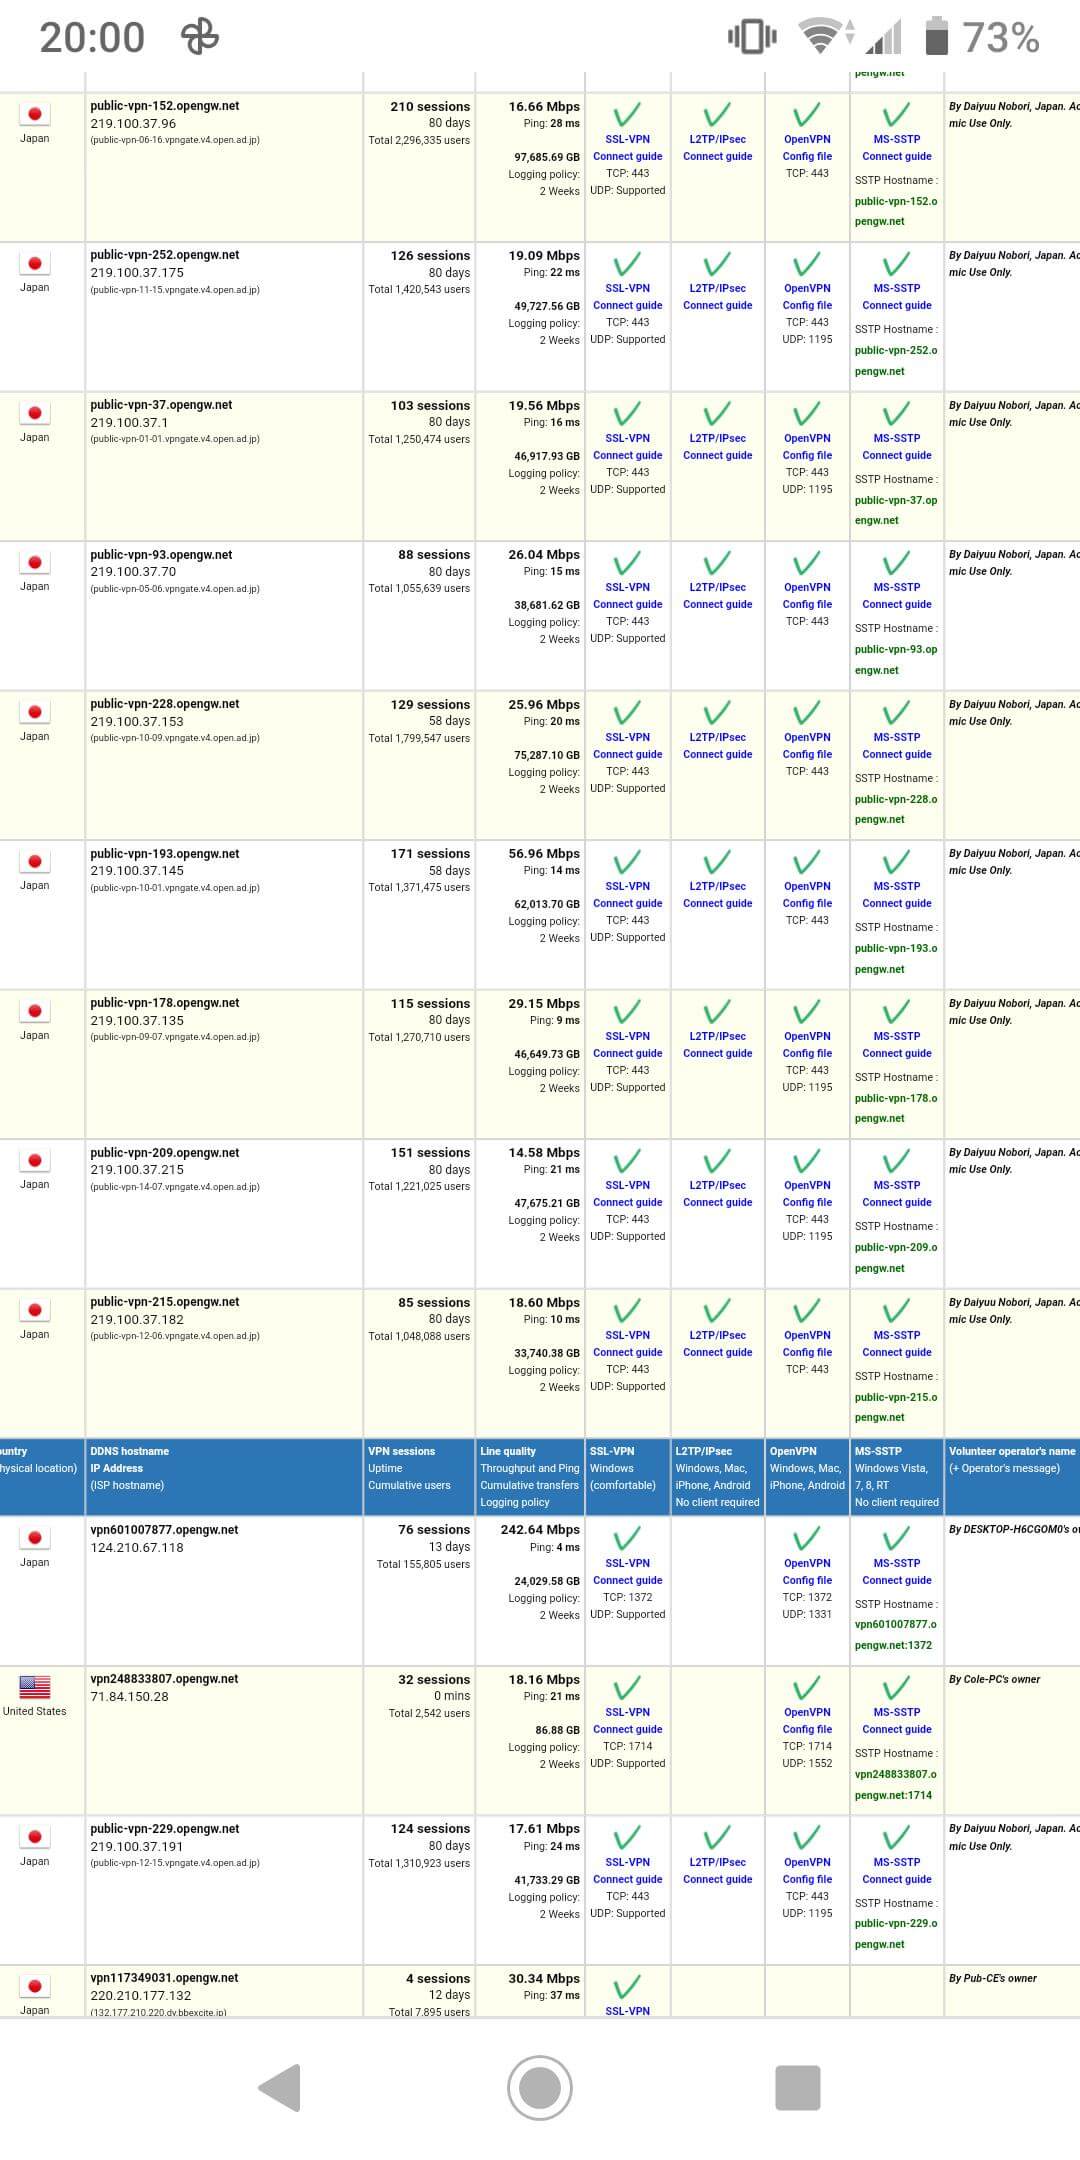 20:00
73%
pengw.net
Japan
public-vpn-152.opengw.net
219.100.37.96
(public-vpn-06-16.vpngate.v4.open.ad.jp)
210 sessions
80 days
Total 2,296,335 users
16.66 Mbps
Ping: 28 ms
97,685.69 GB
Logging policy:
2 Weeks
SSL-VPN
Connect guide
TCP: 443
UDP: Supported
L2TP/IPsec
Connect guide
OpenVPN
Config file
TCP: 443
MS-SSTP
Connect guide
SSTP Hostname :
public-vpn-152.o
pengw.net
By Daiyuu Nobori, Japan. Ac
mic Use Only.
Japan
public-vpn-252.opengw.net
219.100.37.175
(public-vpn-11-15.vpngate.v4.open.ad.jp)
126 sessions
80 days
Total 1,420,543 users
19.09 Mbps
Ping: 22 ms
49,727.56 GB
Logging policy:
2 Weeks
SSL-VPN
Connect guide
TCP: 443
UDP: Supported
L2TP/IPsec
Connect guide
OpenVPN
Config file
TCP: 443
UDP: 1195
MS-SSTP
Connect guide
SSTP Hostname :
public-vpn-252.o
pengw.net
By Daiyuu Nobori, Japan. Ac
mic Use Only.
Japan
public-vpn-37.opengw.net
219.100.37.1
(public-vpn-01-01.vpngate.v4.open.ad.jp)
103 sessions
80 days
Total 1,250,474 users
19.56 Mbps
Ping: 16 ms
46,917.93 GB
Logging policy:
2 Weeks
SSL-VPN
Connect guide
TCP: 443
UDP: Supported
L2TP/IPsec
Connect guide
OpenVPN
Config file
TCP: 443
UDP: 1195
MS-SSTP
Connect guide
SSTP Hostname :
public-vpn-37.op
engw.net
By Daiyuu Nobori, Japan. Ac
mic Use Only.
Japan
public-vpn-93.opengw.net
219.100.37.70
(public-vpn-05-06.vpngate.v4.open.ad.jp)
88 sessions
80 days
Total 1,055,639 users
26.04 Mbps
Ping: 15 ms
38,681.62 GB
Logging policy:
2 Weeks
SSL-VPN
Connect guide
TCP: 443
UDP: Supported
L2TP/IPsec
Connect guide
OpenVPN
Config file
TCP: 443
MS-SSTP
Connect guide
SSTP Hostname :
public-vpn-93.op
engw.net
By Daiyuu Nobori, Japan. Ac
mic Use Only.
Japan
public-vpn-228.opengw.net
219.100.37.153
(public-vpn-10-09.vpngate.v4.open.ad.jp)
129 sessions
58 days
Total 1,799,547 users
25.96 Mbps
Ping: 20 ms
75,287.10 GB
Logging policy:
2 Weeks
SSL-VPN
Connect guide
TCP: 443
UDP: Supported
L2TP/IPsec
Connect guide
OpenVPN
Config file
TCP: 443
MS-SSTP
Connect guide
SSTP Hostname :
public-vpn-228.o
pengw.net
By Daiyuu Nobori, Japan. Ac
mic Use Only.
Japan
public-vpn-193.opengw.net
219.100.37.145
(public-vpn-10-01.vpngate.v4.open.ad.jp)
171 sessions
58 days
Total 1,371,475 users
56.96 Mbps
Ping: 14 ms
62,013.70 GB
Logging policy:
2 Weeks
SSL-VPN
Connect guide
TCP: 443
UDP: Supported
L2TP/IPsec
Connect guide
OpenVPN
Config file
TCP: 443
MS-SSTP
Connect guide
SSTP Hostname :
public-vpn-193.o
pengw.net
By Daiyuu Nobori, Japan. Ac
mic Use Only.
Japan
public-vpn-178.opengw.net
219.100.37.135
(public-vpn-09-07.vpngate.v4.open.ad.jp)
115 sessions
80 days
Total 1,270,710 users
29.15 Mbps
Ping: 9 ms
46,649.73 GB
Logging policy:
2 Weeks
SSL-VPN
Connect guide
TCP: 443
UDP: Supported
L2TP/IPsec
Connect guide
OpenVPN
Config file
TCP: 443
UDP: 1195
MS-SSTP
Connect guide
SSTP Hostname :
public-vpn-178.o
pengw.net
By Daiyuu Nobori, Japan. Ac
mic Use Only.
Japan
public-vpn-209.opengw.net
219.100.37.215
(public-vpn-14-07.vpngate.v4.open.ad.jp)
151 sessions
80 days
Total 1,221,025 users
14.58 Mbps
Ping: 21 ms
47,675.21 GB
Logging policy:
2 Weeks
SSL-VPN
Connect guide
TCP: 443
UDP: Supported
L2TP/IPsec
Connect guide
OpenVPN
Config file
TCP: 443
UDP: 1195
MS-SSTP
Connect guide
SSTP Hostname :
public-vpn-209.o
pengw.net
By Daiyuu Nobori, Japan. Ac
mic Use Only.
Japan
public-vpn-215.opengw.net
219.100.37.182
(public-vpn-12-06.vpngate.v4.open.ad.jp)
85 sessions
80 days
Total 1,048,088 users
18.60 Mbps
Ping: 10 ms
33,740.38 GB
Logging policy:
2 Weeks
SSL-VPN
Connect guide
TCP: 443
UDP: Supported
L2TP/IPsec
Connect guide
OpenVPN
Config file
TCP: 443
MS-SSTP
Connect guide
SSTP Hostname :
public-vpn-215.o
pengw.net
By Daiyuu Nobori, Japan. Ac
mic Use Only.
ountry
hysical location)
DDNS hostname
IP Address
(ISP hostname)
VPN sessions
Uptime
Cumulative users
Line quality
Throughput and Ping
Cumulative transfers
Logging policy
SSL-VPN
Windows
(comfortable)
L2TP/IPsec
Windows, Mac,
iPhone, Android
No client required
OpenVPN
Windows, Mac,
iPhone, Android
MS-SSTP
Windows Vista,
7, 8, RT
No client required
Volunteer operator's name
(+ Operator's message)
Japan
vpn601007877.opengw.net
124.210.67.118
76 sessions
13 days
Total 155,805 users
242.64 Mbps
Ping: 4 ms
24,029.58 GB
Logging policy:
2 Weeks
SSL-VPN
Connect guide
TCP: 1372
UDP: Supported
OpenVPN
Config file
TCP: 1372
UDP: 1331
MS-SSTP
Connect guide
SSTP Hostname :
vpn601007877.o
pengw.net:1372
By DESKTOP-H6CGOM0's ow
United States
vpn248833807.opengw.net
71.84.150.28
32 sessions
0 mins
Total 2,542 users
18.16 Mbps
Ping: 21 ms
86.88 GB
Logging policy:
2 Weeks
SSL-VPN
Connect guide
TCP: 1714
UDP: Supported
OpenVPN
Config file
TCP: 1714
UDP: 1552
MS-SSTP
Connect guide
SSTP Hostname :
vpn248833807.o
pengw.net:1714
By Cole-PC's owner
Japan
public-vpn-229.opengw.net
219.100.37.191
(public-vpn-12-15.vpngate.v4.open.ad.jp)
124 sessions
80 days
Total 1,310,923 users
17.61 Mbps
Ping: 24 ms
41,733.29 GB
Logging policy:
2 Weeks
SSL-VPN
Connect guide
TCP: 443
UDP: Supported
L2TP/IPsec
Connect guide
OpenVPN
Config file
TCP: 443
UDP: 1195
MS-SSTP
Connect guide
SSTP Hostname :
public-vpn-229.o
pengw.net
By Daiyuu Nobori, Japan. Ac
mic Use Only.
Japan
vpn117349031.opengw.net
220.210.177.132
(132.177.210.220.dy.bbexcite.jp)
4 sessions
12 days
Total 7,895 users
30.34 Mbps
Ping: 37 ms
SSL-VPN
By Pub-CE's owner